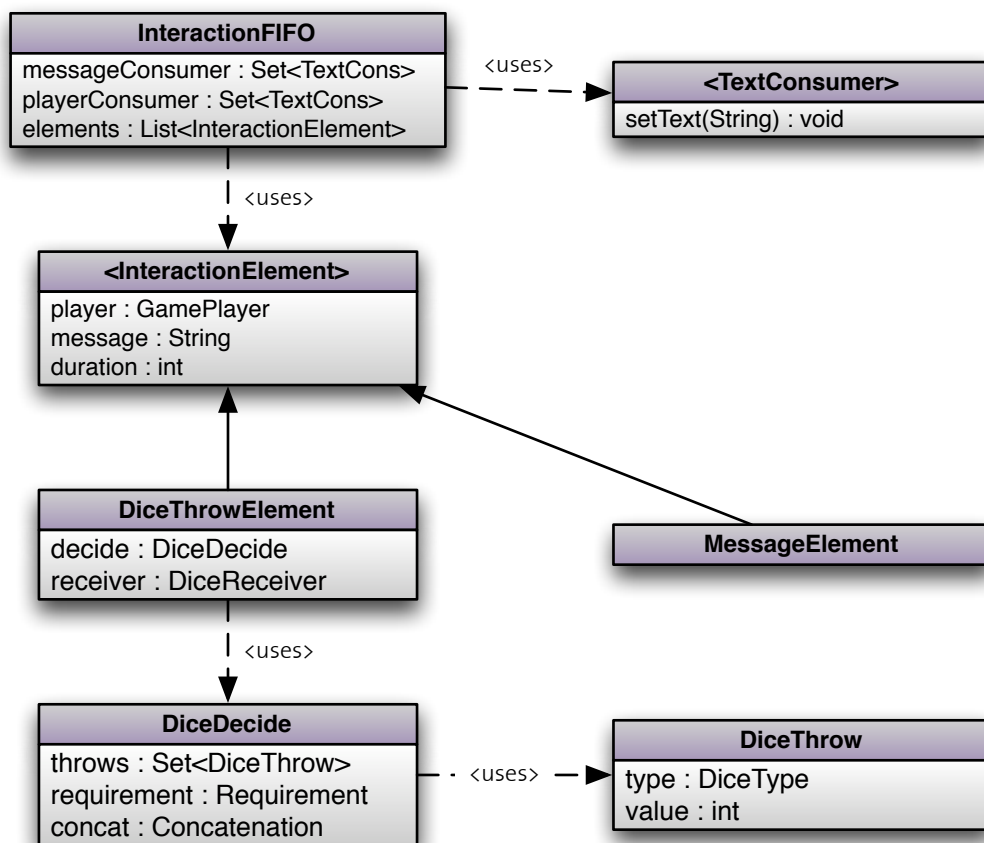 InteractionFIFO
messageConsumer : Set<TextCons>
playerConsumer : Set<TextCons>
elements : List<InteractionElement>
<uses>
<TextConsumer>
setText(String) : void
<uses>
<InteractionElement>
player : GamePlayer
message : String
duration : int
DiceThrowElement
decide : DiceDecide
receiver : DiceReceiver
MessageElement
<uses>
DiceDecide
throws : Set<DiceThrow>
requirement : Requirement
concat : Concatenation
<uses>
DiceThrow
type : DiceType
value : int